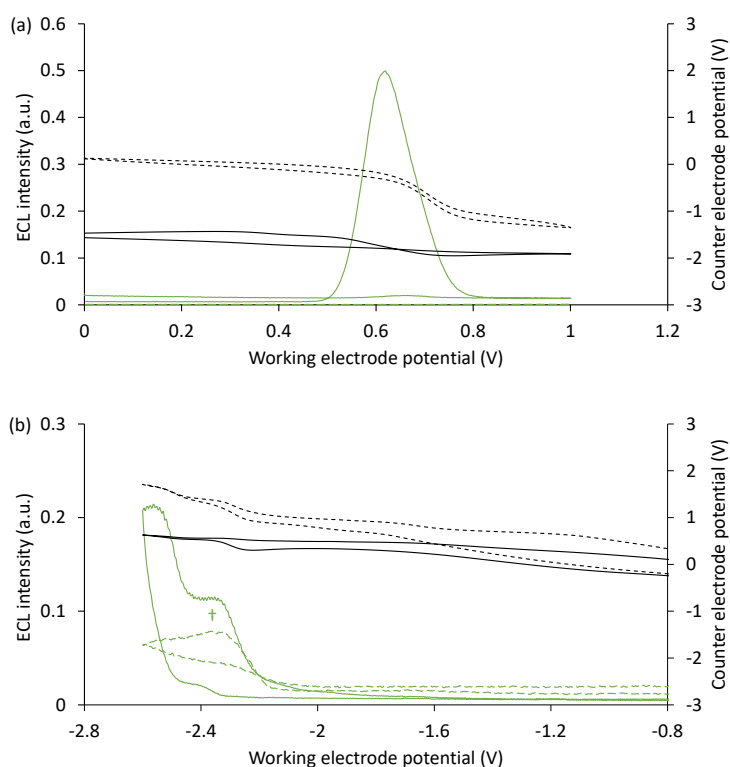 (a)
0.6
0.5
0.4
0.3
0.2
0.1
0
ECL intensity (a.u.)
3
2
1
0
-1
-2
-3
Counter electrode potential (V)
0 0.2 0.4 0.6 0.8 1 1.2
Working electrode potential (V)
(b)
0.3
0.2
0.1
0
ECL intensity (a.u.)
†
3
2
1
0
-1
-2
-3
Counter electrode potential (V)
-2.8 -2.4 -2 -1.6 -1.2 -0.8
Working electrode potential (V)